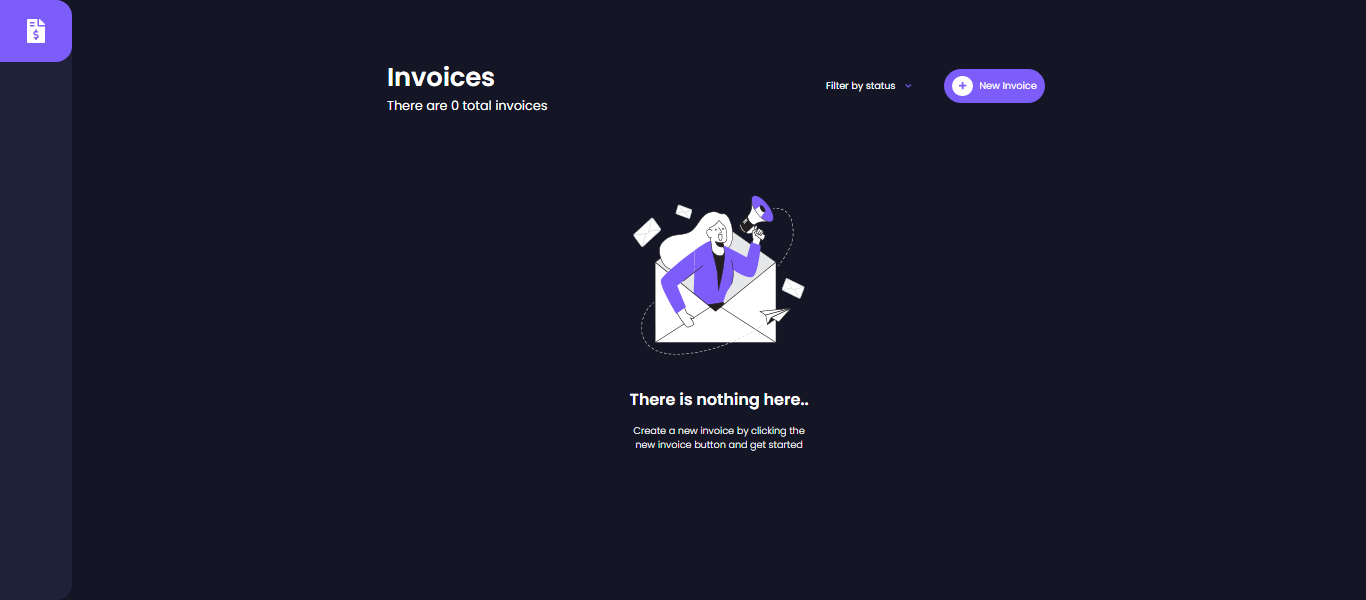 Invoices
There are 0 total invoices
Filter by status
New Invoice
There is nothing here..
Create a new invoice by clicking the
new invoice button and get started